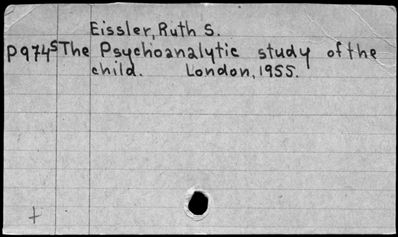 Eissler, Ruth S.
P974s The Psychoanalytic study of the
child. London, 1955.
+